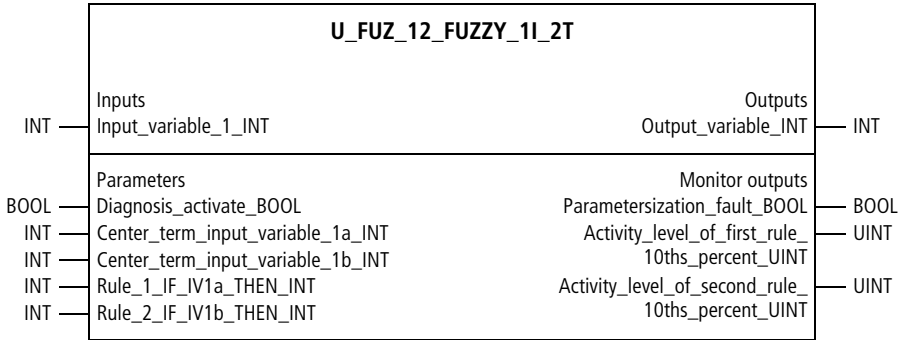 U_FUZ_12_FUZZY_1I_2T
Inputs Outputs
INT Input_variable_1_INT Output_variable_INT INT
Parameters Monitor outputs
BOOL Diagnosis_activate_BOOL Parametersization_fault_BOOL BOOL
INT Center_term_input_variable_1a_INT Activity_level_of_first_rule_ UINT
INT Center_term_input_variable_1b_INT 10ths_percent_UINT
INT Rule_1_IF_IV1a_THEN_INT Activity_level_of_second_rule_ UINT
INT Rule_2_IF_IV1b_THEN_INT 10ths_percent_UINT